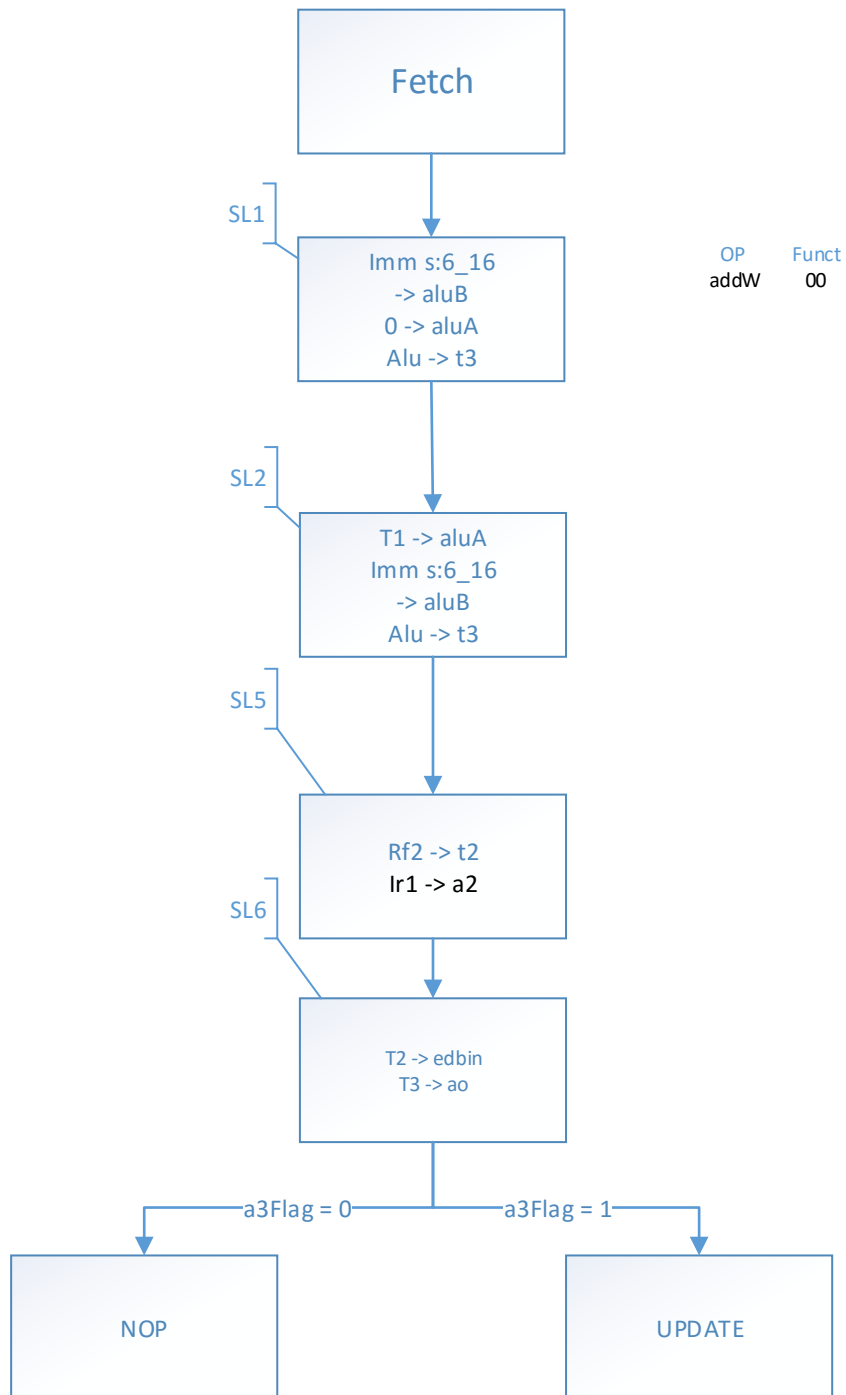 Fetch
SL1
Imm s:6_16
-> aluB
0 -> aluA
Alu -> t3
OP Funct
addW 00
SL2
T1 -> aluA
Imm s:6_16
-> aluB
Alu -> t3
SL5
Rf2 -> t2
Ir1 -> a2
SL6
T2 -> edbin
T3 -> ao
a3Flag = 0
a3Flag = 1
NOP
UPDATE